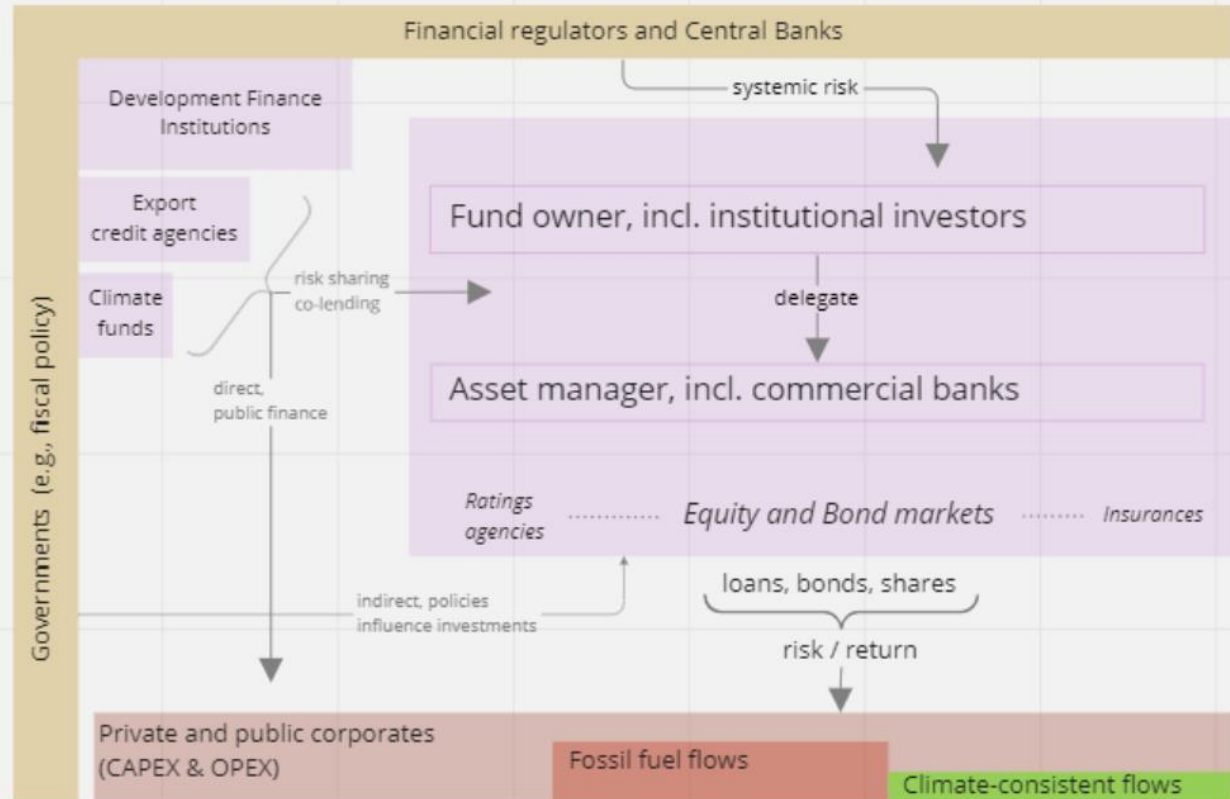 Financial regulators and Central Banks
systemic risk
Development Finance
Institutions
Export
credit agencies
Climate
funds
Governments (e.g., fiscal policy)
risk sharing
co-lending
direct,
public finance
Fund owner, incl. institutional investors
delegate
Asset manager, incl. commercial banks
Ratings
agencies
Equity and Bond markets
Insurances
indirect, policies
influence investments
loans, bonds, shares
risk / return
Private and public corporates
(CAPEX & OPEX)
Fossil fuel flows
Climate-consistent flows